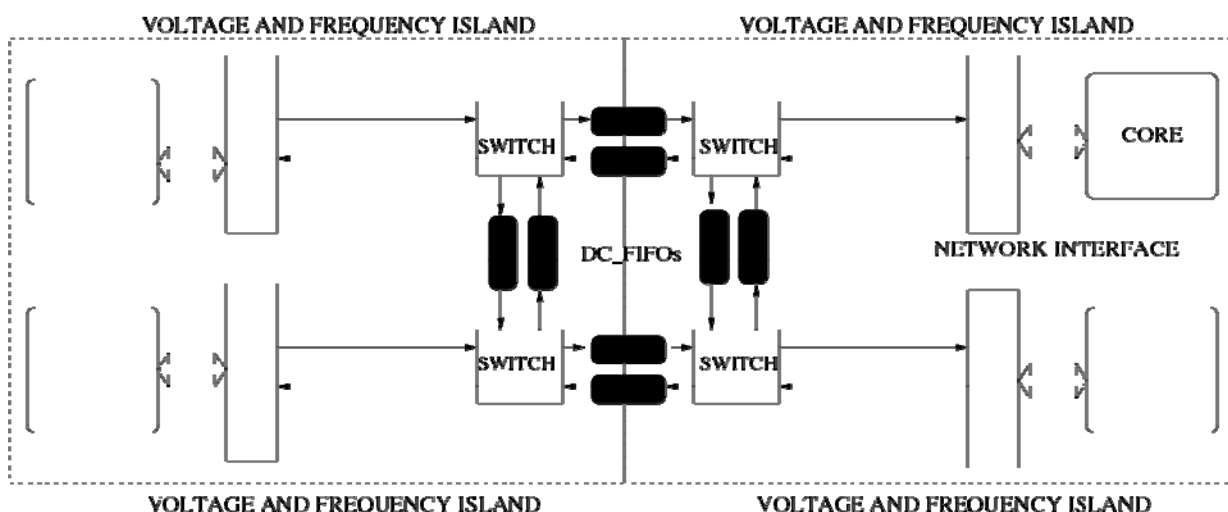 VOLTAGE AND FREQUENCY ISLAND
VOLTAGE AND FREQUENCY ISLAND
SWITCH
SWITCH
CORE
DC_FIFOs
NETWORK INTERFACE
SWITCH
SWITCH
VOLTAGE AND FREQUENCY ISLAND
VOLTAGE AND FREQUENCY ISLAND